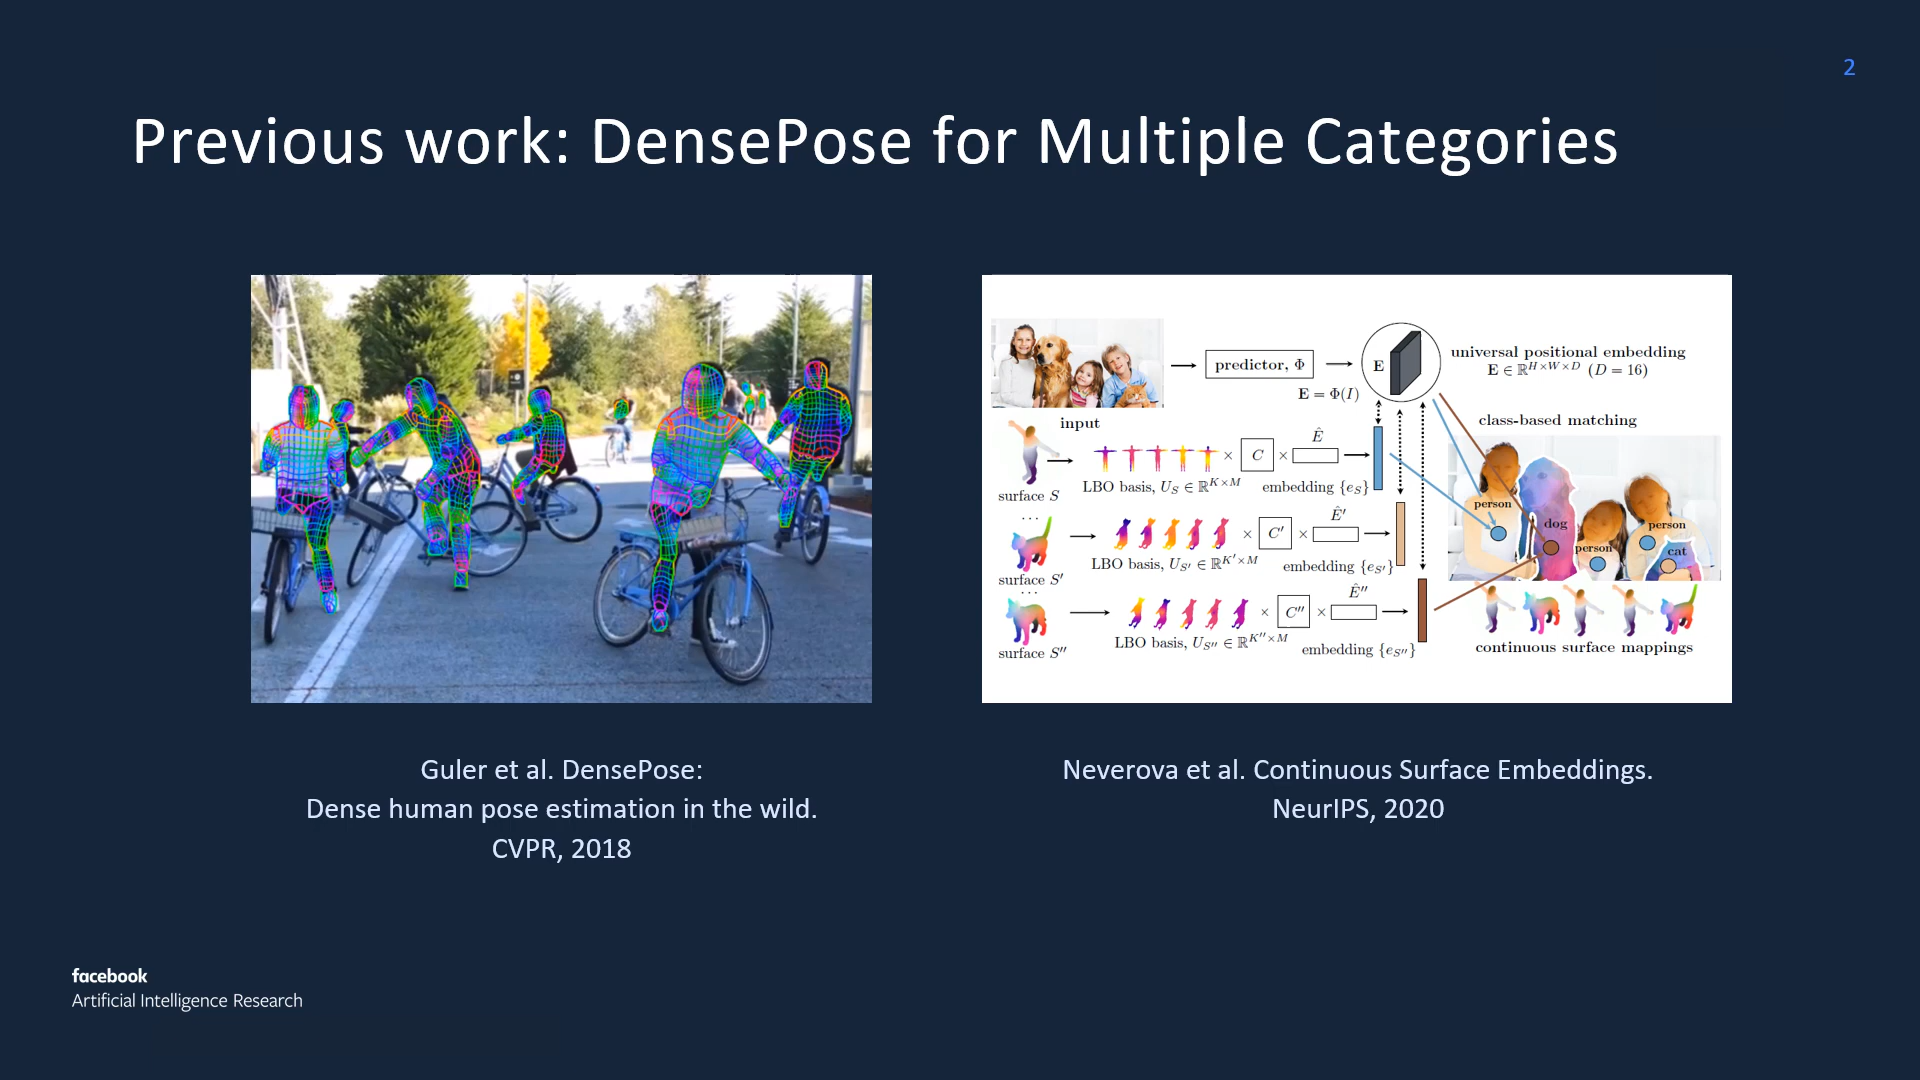 2
Previous work: DensePose for Multiple Categories
predictor, Φ
E
universal positional embedding
E ∈ ℝ^{H×W×D} (D = 16)
E = Φ(I)
input
class-based matching
surface S
× C × Ê
LBO basis, U_S ∈ ℝ^{K×M}
embedding {e_S}
...
surface S′
× C′ × Ê′
LBO basis, U_{S′} ∈ ℝ^{K′×M}
embedding {e_{S′}}
...
surface S″
× C″ × Ê″
LBO basis, U_{S″} ∈ ℝ^{K″×M}
embedding {e_{S″}}
person
dog
person
person
cat
continuous surface mappings
Guler et al. DensePose:
Dense human pose estimation in the wild.
CVPR, 2018
Neverova et al. Continuous Surface Embeddings.
NeurIPS, 2020
facebook
Artificial Intelligence Research